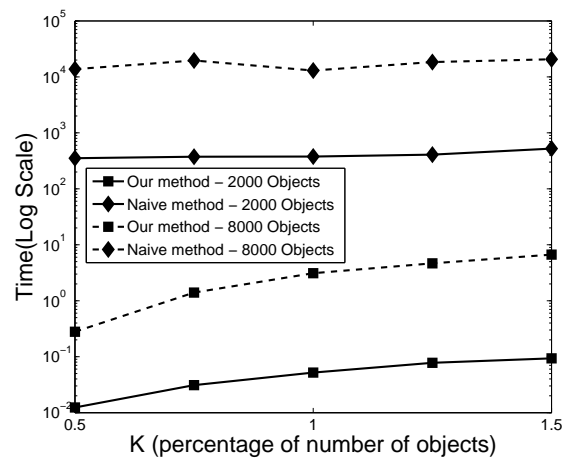 10^5
10^4
10^3
10^2
10^1
10^0
10^−1
10^−2
Time(Log Scale)
Our method − 2000 Objects
Naive method − 2000 Objects
Our method − 8000 Objects
Naive method − 8000 Objects
0.5 1 1.5
K (percentage of number of objects)